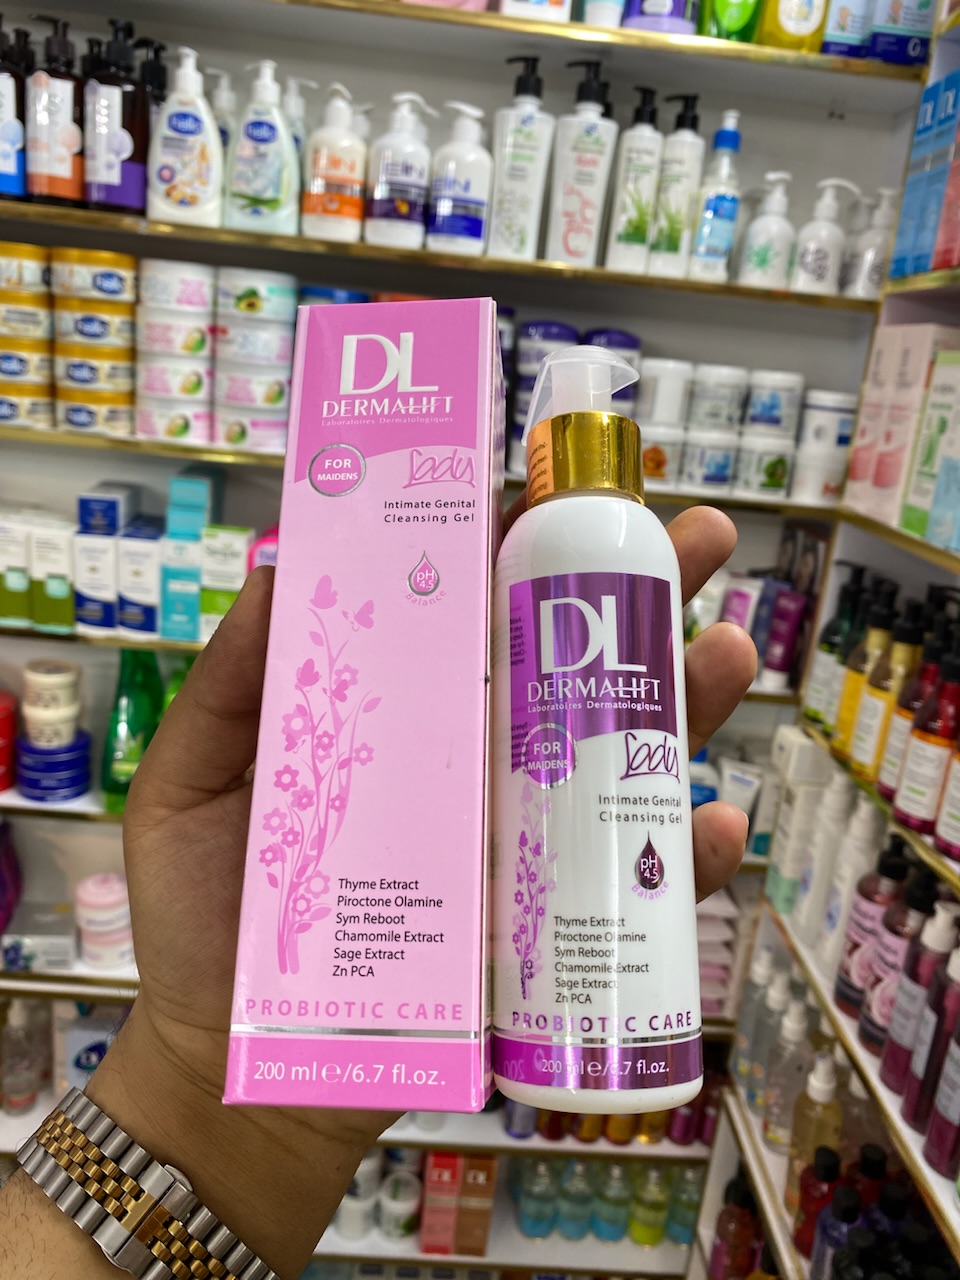 DL
DERMALIFT
Laboratoires Dermatologiques
FOR
MAIDENS
Lady
Intimate Genital
Cleansing Gel
pH
4.5
Balance
Thyme Extract
Piroctone Olamine
Sym Reboot
Chamomile Extract
Sage Extract
Zn PCA
PROBIOTIC CARE
200 ml ℮/6.7 fl.oz.
DL
DERMALIFT
Laboratoires Dermatologiques
FOR
MAIDENS
Lady
Intimate Genital
Cleansing Gel
pH
4.5
Balance
Thyme Extract
Piroctone Olamine
Sym Reboot
Chamomile Extract
Sage Extract
Zn PCA
PROBIOTIC CARE
200 ml ℮/6.7 fl.oz.